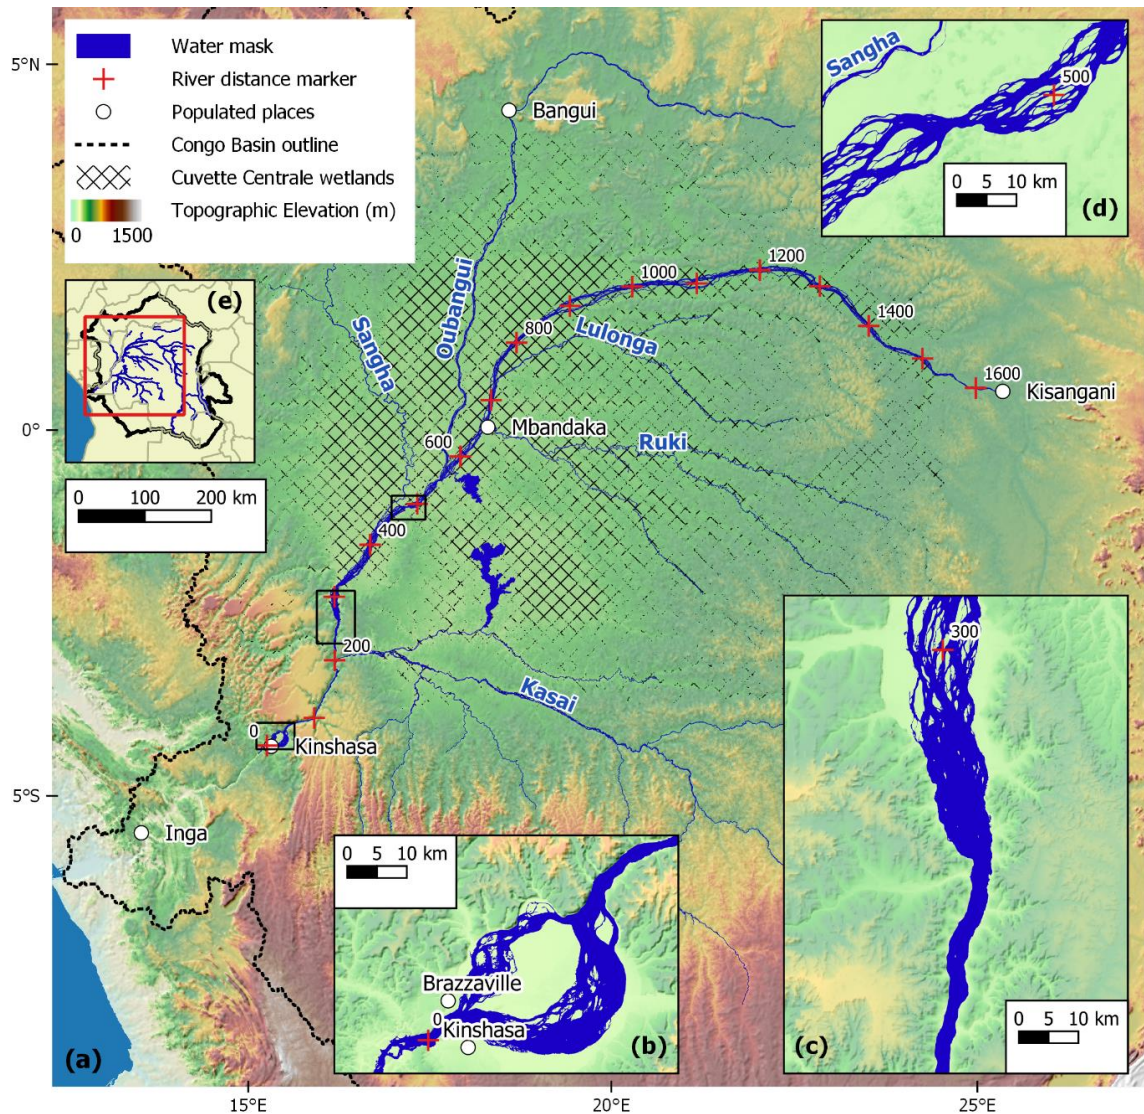 Water mask
River distance marker
Populated places
Congo Basin outline
Cuvette Centrale wetlands
Topographic Elevation (m)
0 1500
5°N
0°
5°S
15°E
20°E
25°E
(a)
Bangui
Oubangui
Sangha
Lulonga
Ruki
Kasai
Mbandaka
Kisangani
Kinshasa
Inga
0
200
400
600
800
1000
1200
1400
1600
(e)
0 100 200 km
Sangha
500
0 5 10 km
(d)
300
0 5 10 km
(c)
0 5 10 km
Brazzaville
0
Kinshasa
(b)